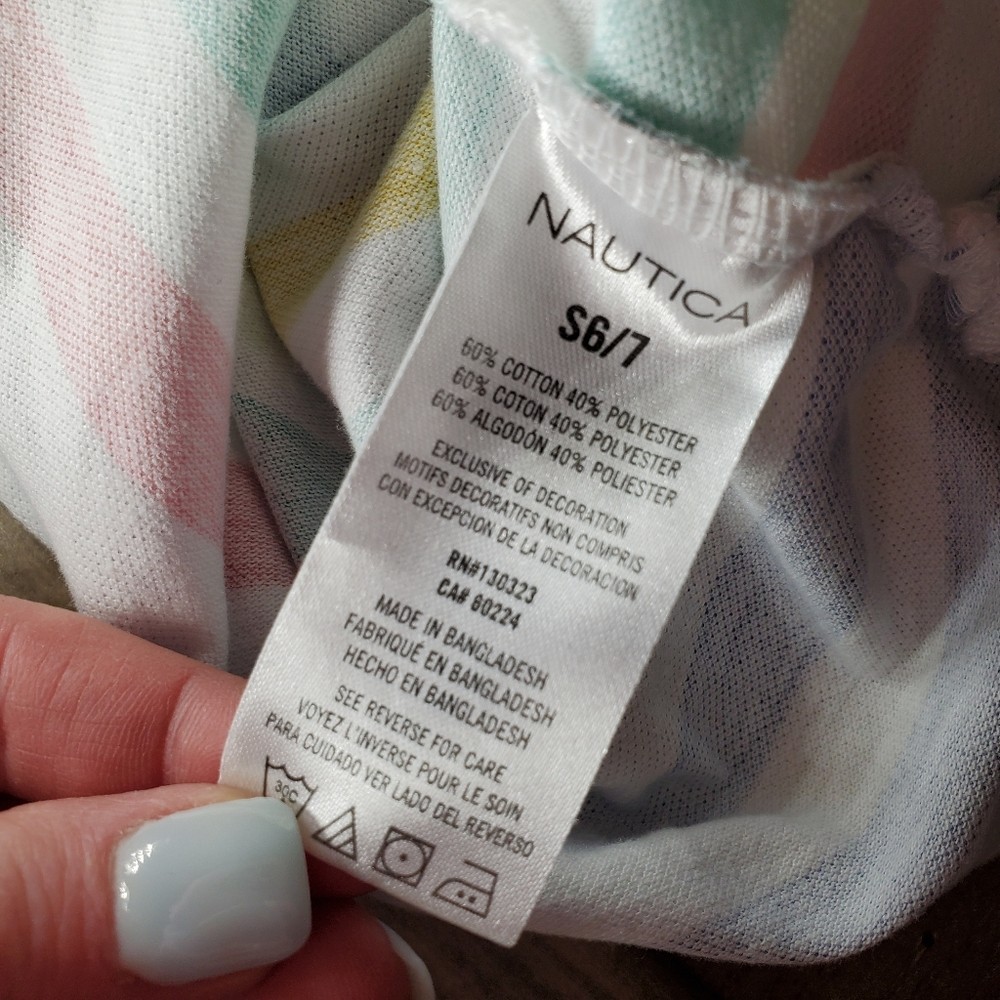 NAUTICA
S6/7
60% COTTON 40% POLYESTER
60% COTON 40% POLYESTER
60% ALGODÓN 40% POLIESTER
EXCLUSIVE OF DECORATION
MOTIFS DECORATIFS NON COMPRIS
CON EXCEPCION DE LA DECORACION
RN#130323
CA# 60224
MADE IN BANGLADESH
FABRIQUÉ EN BANGLADESH
HECHO EN BANGLADESH
SEE REVERSE FOR CARE
VOYEZ L'INVERSE POUR LE SOIN
PARA CUIDADO VER LADO DEL REVERSO
30C